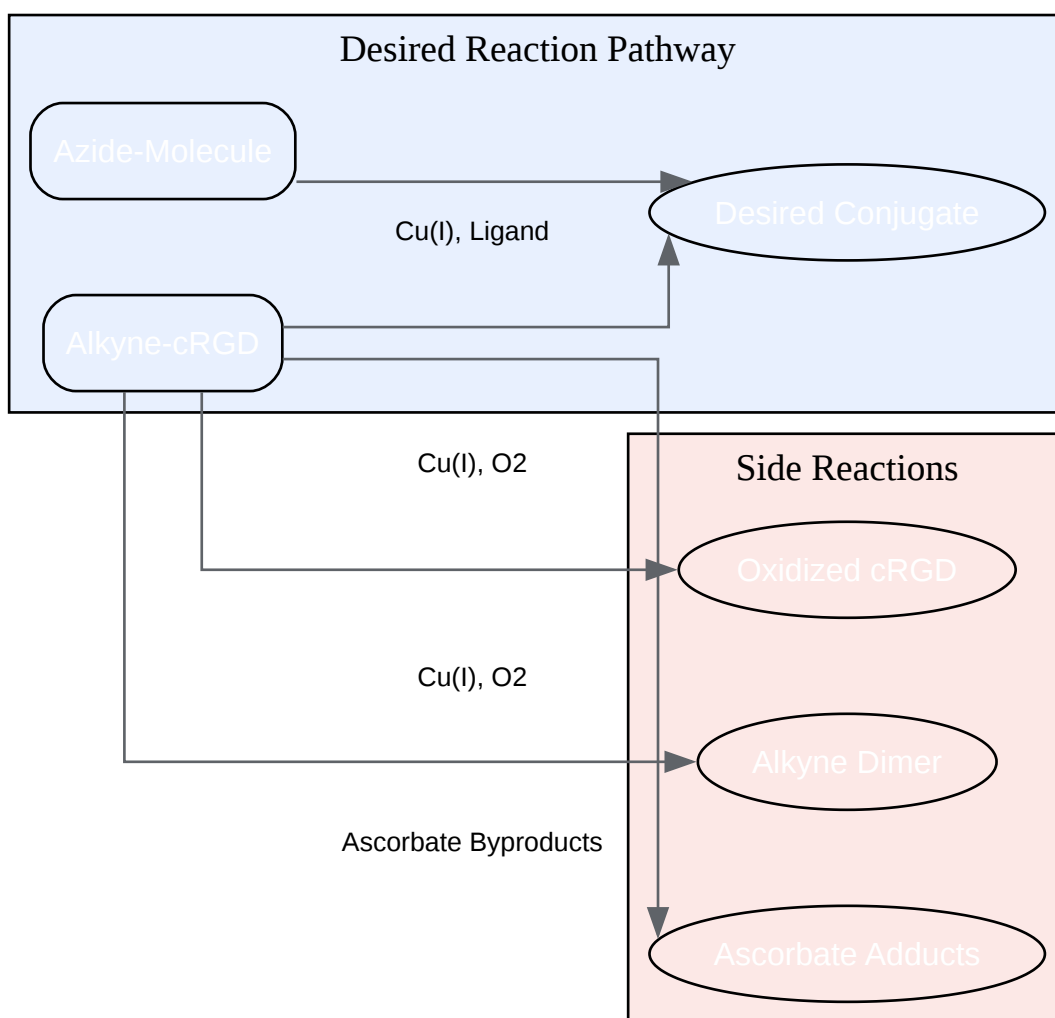 Desired Reaction Pathway
Azide-Molecule
Desired Conjugate
Cu(I), Ligand
Alkyne-cRGD
Cu(I), O2
Side Reactions
Oxidized cRGD
Cu(I), O2
Alkyne Dimer
Ascorbate Byproducts
Ascorbate Adducts